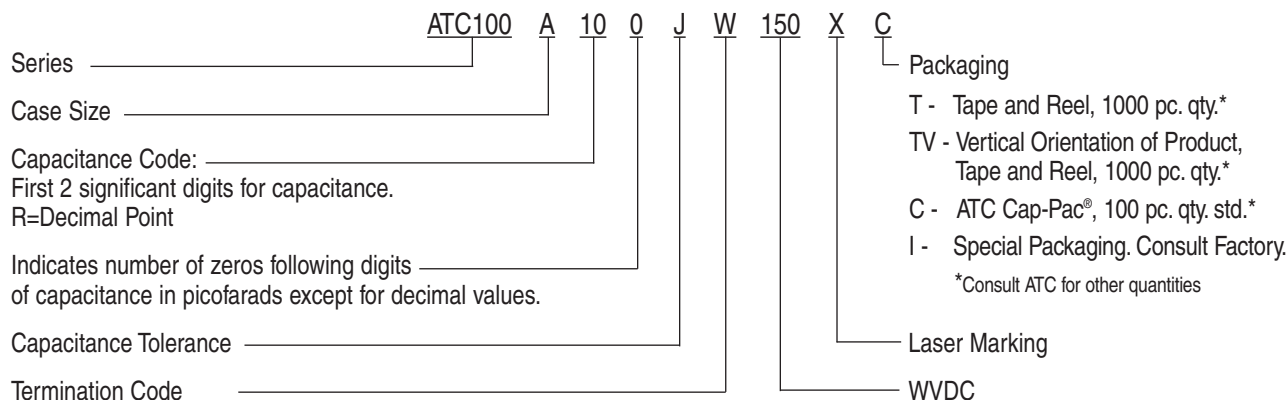 ATC100 A 10 0 J W 150 X C
Series
Case Size
Capacitance Code:
First 2 significant digits for capacitance.
R=Decimal Point
Indicates number of zeros following digits
of capacitance in picofarads except for decimal values.
Capacitance Tolerance
Termination Code
Packaging
T - Tape and Reel, 1000 pc. qty.*
TV - Vertical Orientation of Product,
Tape and Reel, 1000 pc. qty.*
C - ATC Cap-Pac®, 100 pc. qty. std.*
I - Special Packaging. Consult Factory.
*Consult ATC for other quantities
Laser Marking
WVDC